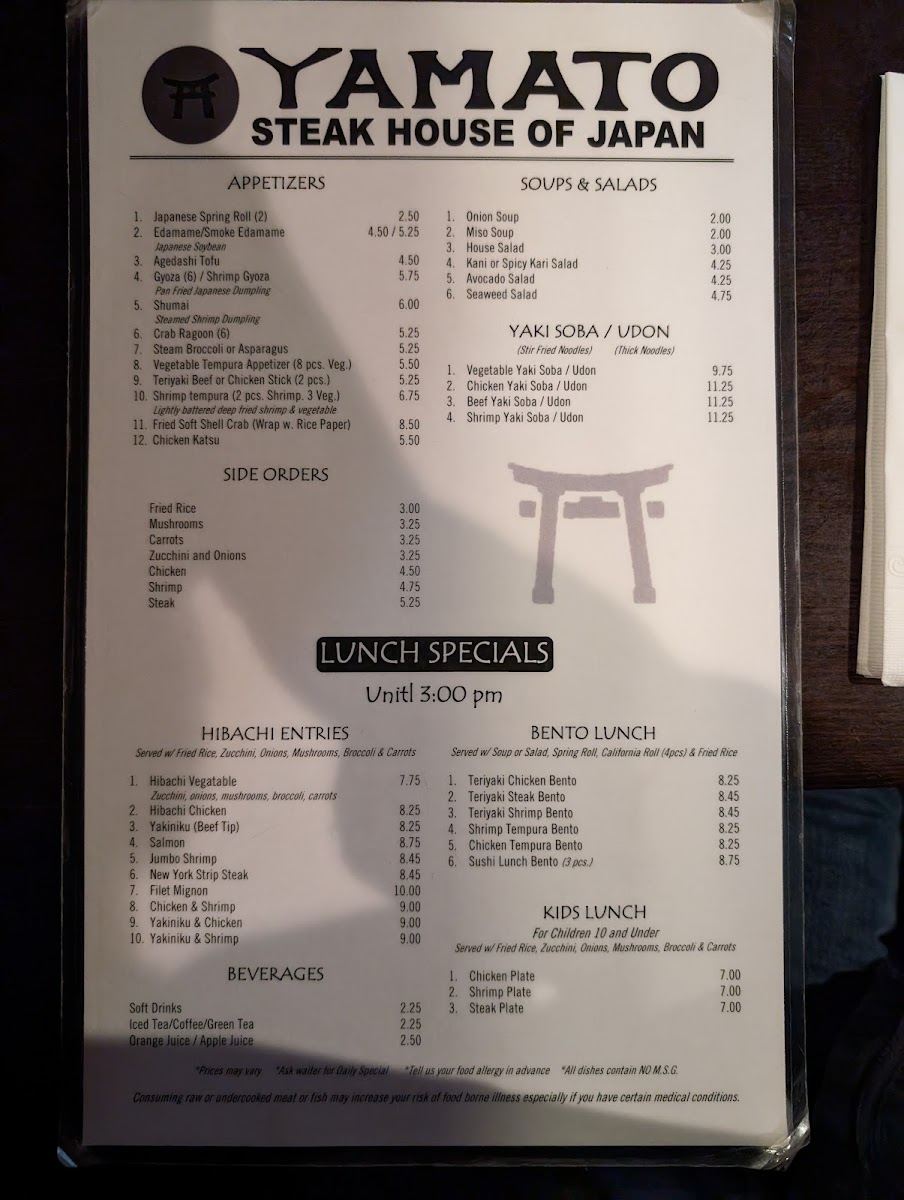 YAMATO
STEAK HOUSE OF JAPAN
APPETIZERS
1. Japanese Spring Roll (2) 2.50
2. Edamame/Smoke Edamame 4.50 / 5.25
Japanese Soybean
3. Agedashi Tofu 4.50
4. Gyoza (6) / Shrimp Gyoza 5.75
Pan Fried Japanese Dumpling
5. Shumai 6.00
Steamed Shrimp Dumpling
6. Crab Ragoon (6) 5.25
7. Steam Broccoli or Asparagus 5.25
8. Vegetable Tempura Appetizer (8 pcs. Veg.) 5.50
9. Teriyaki Beef or Chicken Stick (2 pcs.) 5.25
10. Shrimp tempura (2 pcs. Shrimp. 3 Veg.) 6.75
Lightly battered deep fried shrimp & vegetable
11. Fried Soft Shell Crab (Wrap w. Rice Paper) 8.50
12. Chicken Katsu 5.50
SIDE ORDERS
Fried Rice 3.00
Mushrooms 3.25
Carrots 3.25
Zucchini and Onions 3.25
Chicken 4.50
Shrimp 4.75
Steak 5.25
SOUPS & SALADS
1. Onion Soup 2.00
2. Miso Soup 2.00
3. House Salad 3.00
4. Kani or Spicy Kari Salad 4.25
5. Avocado Salad 4.25
6. Seaweed Salad 4.75
YAKI SOBA / UDON
(Stir Fried Noodles) (Thick Noodles)
1. Vegetable Yaki Soba / Udon 9.75
2. Chicken Yaki Soba / Udon 11.25
3. Beef Yaki Soba / Udon 11.25
4. Shrimp Yaki Soba / Udon 11.25
LUNCH SPECIALS
Unitl 3:00 pm
HIBACHI ENTRIES
Served w/ Fried Rice, Zucchini, Onions, Mushrooms, Broccoli & Carrots
1. Hibachi Vegatable 7.75
Zucchini, onions, mushrooms, broccoli, carrots
2. Hibachi Chicken 8.25
3. Yakiniku (Beef Tip) 8.25
4. Salmon 8.75
5. Jumbo Shrimp 8.45
6. New York Strip Steak 8.45
7. Filet Mignon 10.00
8. Chicken & Shrimp 9.00
9. Yakiniku & Chicken 9.00
10. Yakiniku & Shrimp 9.00
BEVERAGES
Soft Drinks 2.25
Iced Tea/Coffee/Green Tea 2.25
Orange Juice / Apple Juice 2.50
BENTO LUNCH
Served w/ Soup or Salad, Spring Roll, California Roll (4pcs) & Fried Rice
1. Teriyaki Chicken Bento 8.25
2. Teriyaki Steak Bento 8.45
3. Teriyaki Shrimp Bento 8.45
4. Shrimp Tempura Bento 8.25
5. Chicken Tempura Bento 8.25
6. Sushi Lunch Bento (3 pcs.) 8.75
KIDS LUNCH
For Children 10 and Under
Served w/ Fried Rice, Zucchini, Onions, Mushrooms, Broccoli & Carrots
1. Chicken Plate 7.00
2. Shrimp Plate 7.00
3. Steak Plate 7.00
*Prices may vary *Ask waiter for Daily Special *Tell us your food allergy in advance *All dishes contain NO M.S.G.
Consuming raw or undercooked meat or fish may increase your risk of food borne illness especially if you have certain medical conditions.